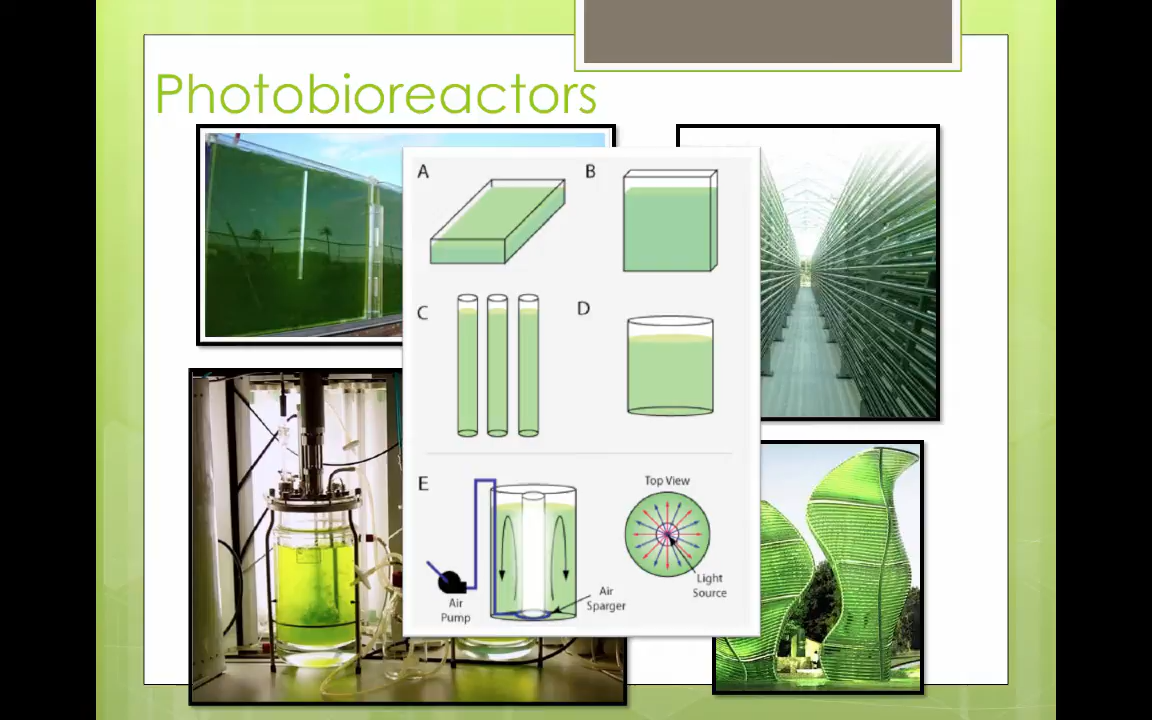 Photobioreactors
A
B
C
D
E
Top View
Light
Source
Air
Sparger
Air
Pump